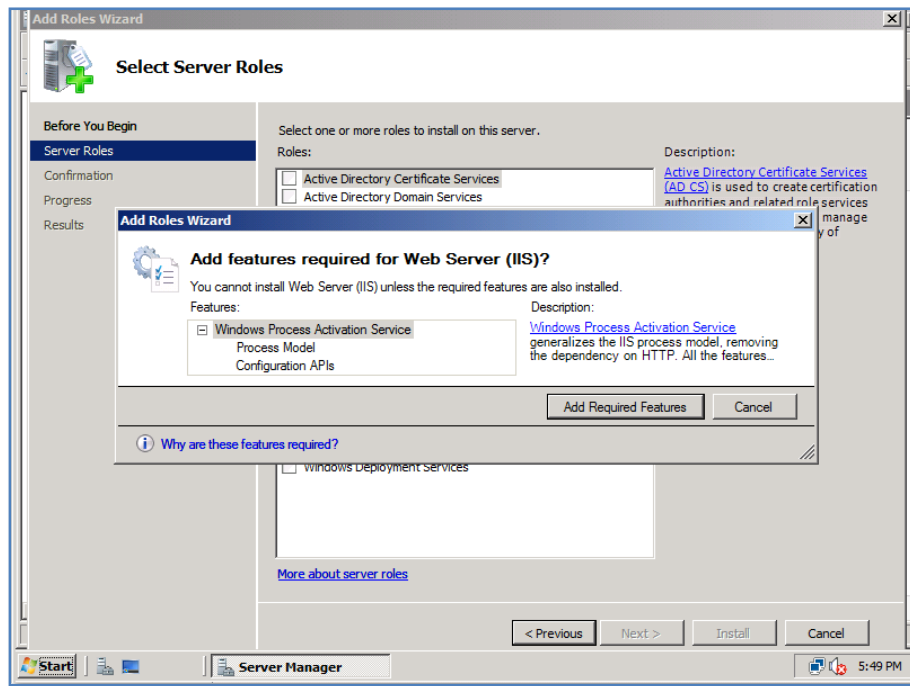 Add Roles Wizard
Select Server Roles
Before You Begin
Server Roles
Confirmation
Progress
Results
Select one or more roles to install on this server.
Roles:
Active Directory Certificate Services
Active Directory Domain Services
Description:
Active Directory Certificate Services
(AD CS) is used to create certification
authorities and related role services
manage
y of
Add Roles Wizard
Add features required for Web Server (IIS)?
You cannot install Web Server (IIS) unless the required features are also installed.
Features:
Windows Process Activation Service
Process Model
Configuration APIs
Description:
Windows Process Activation Service
generalizes the IIS process model, removing
the dependency on HTTP. All the features...
Add Required Features
Cancel
Why are these features required?
Windows Deployment Services
More about server roles
< Previous
Next >
Install
Cancel
Start
Server Manager
5:49 PM